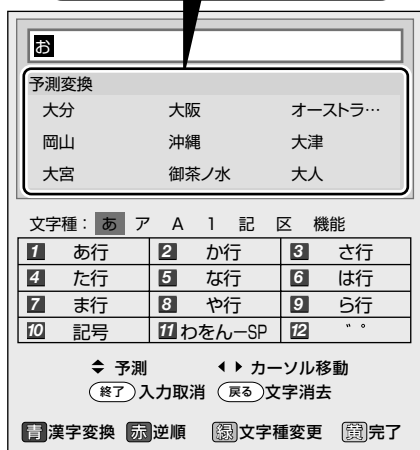 お
予測変換
大分 大阪 オーストラ…
岡山 沖縄 大津
大宮 御茶ノ水 大人
文字種： あ ア A 1 記 区 機能
1 あ行 2 か行 3 さ行
4 た行 5 な行 6 は行
7 ま行 8 や行 9 ら行
10 記号 11 わをんーSP 12 ゛゜
予測 カーソル移動
終了 入力取消 戻る 文字消去
青 漢字変換 赤 逆順 緑 文字種変更 黄 完了